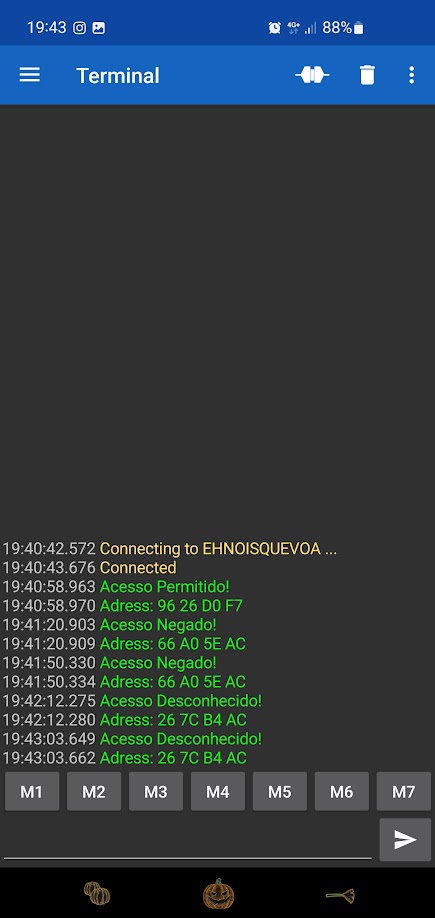 19:43 4G+ 88%
Terminal
19:40:42.572 Connecting to EHNOISQUEVOA ...
19:40:43.676 Connected
19:40:58.963 Acesso Permitido!
19:40:58.970 Adress: 96 26 D0 F7
19:41:20.903 Acesso Negado!
19:41:20.909 Adress: 66 A0 5E AC
19:41:50.330 Acesso Negado!
19:41:50.334 Adress: 66 A0 5E AC
19:42:12.275 Acesso Desconhecido!
19:42:12.280 Adress: 26 7C B4 AC
19:43:03.649 Acesso Desconhecido!
19:43:03.662 Adress: 26 7C B4 AC
M1 M2 M3 M4 M5 M6 M7